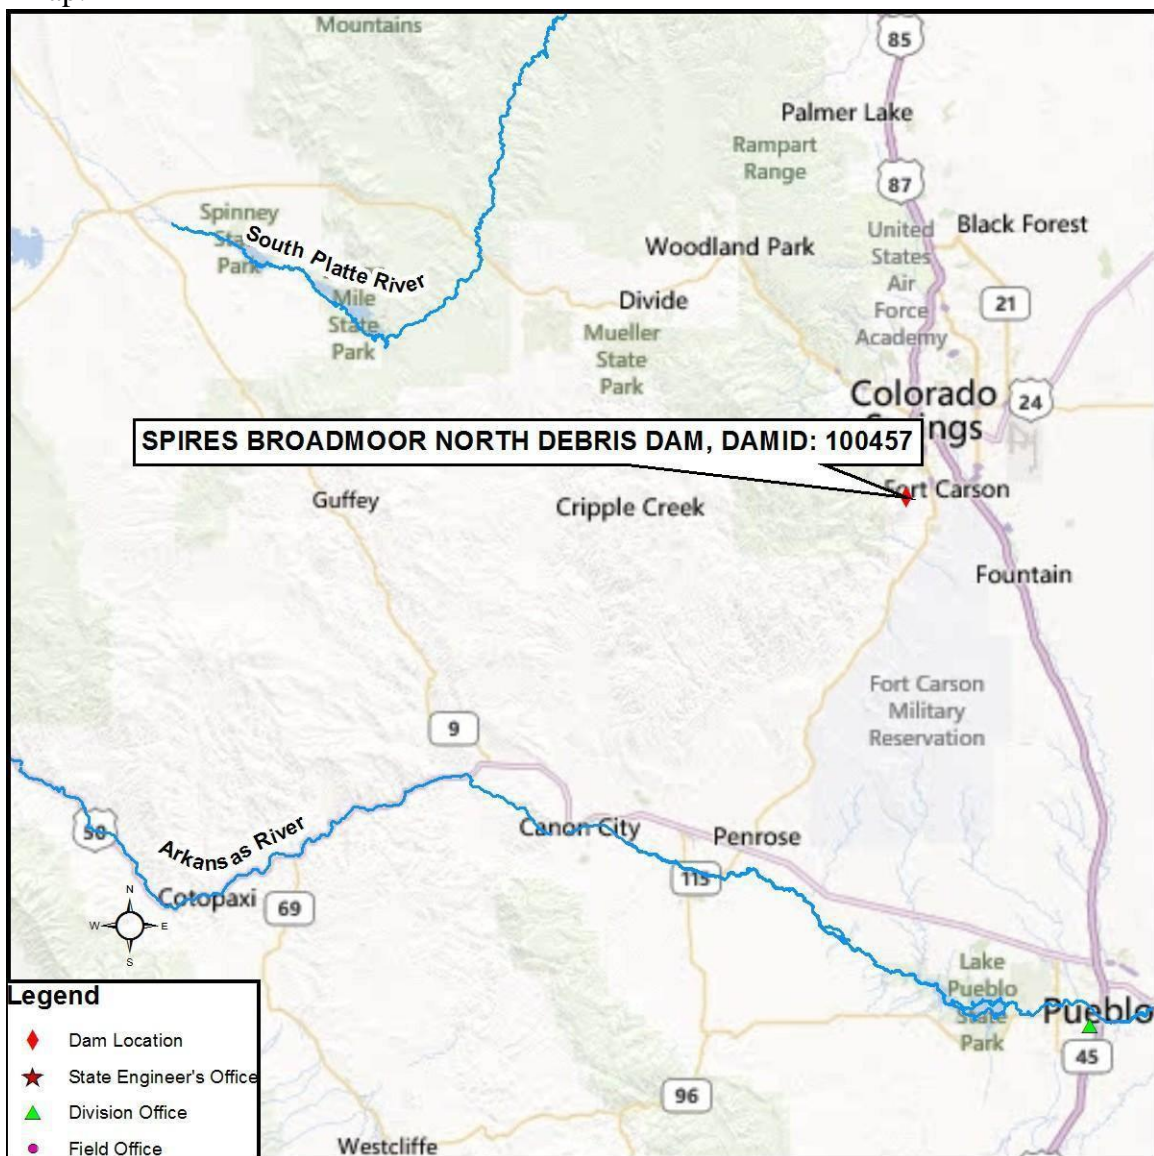 Mountains
85
Palmer Lake
Rampart
Range
87
Spinney
State
Park
South Platte River
United
States
Air
Force
Academy
Black Forest
Woodland Park
Divide
21
Mile
State
Park
Mueller
State
Park
Colorado
Springs
24
SPIRES BROADMOOR NORTH DEBRIS DAM, DAMID: 100457
Guffey
Cripple Creek
Fort Carson
Fountain
Fort Carson
Military
Reservation
9
50
Arkansas River
Canon City
Penrose
115
Cotopaxi
69
N
W
E
S
Lake
Pueblo
State
Park
Pueblo
45
96
Westcliffe
Legend
Dam Location
State Engineer's Office
Division Office
Field Office